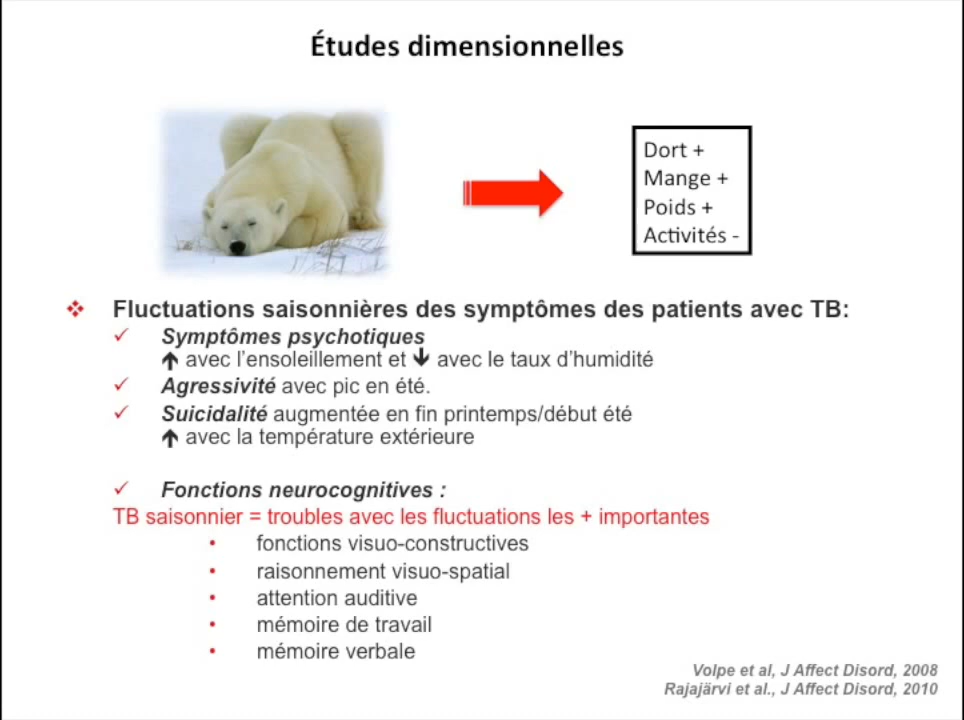 Études dimensionnelles
Dort +
Mange +
Poids +
Activités -
❖ Fluctuations saisonnières des symptômes des patients avec TB:
✓ Symptômes psychotiques
↑ avec l'ensoleillement et ↓ avec le taux d'humidité
✓ Agressivité avec pic en été.
✓ Suicidalité augmentée en fin printemps/début été
↑ avec la température extérieure
✓ Fonctions neurocognitives :
TB saisonnier = troubles avec les fluctuations les + importantes
• fonctions visuo-constructives
• raisonnement visuo-spatial
• attention auditive
• mémoire de travail
• mémoire verbale
Volpe et al, J Affect Disord, 2008
Rajajärvi et al., J Affect Disord, 2010